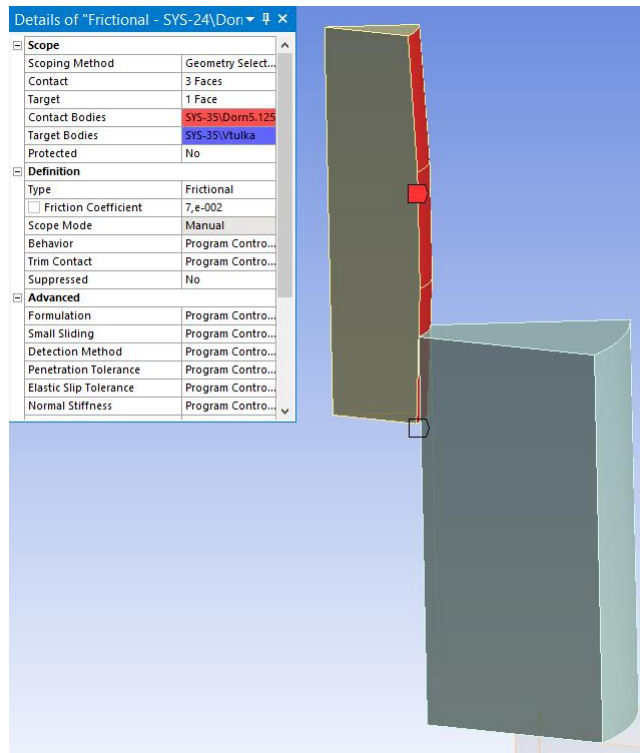 Details of "Frictional - SYS-24\Dorn
Scope
Scoping Method Geometry Select...
Contact 3 Faces
Target 1 Face
Contact Bodies SYS-35\Dorn5.125
Target Bodies SYS-35\Vtulka
Protected No
Definition
Type Frictional
Friction Coefficient 7,e-002
Scope Mode Manual
Behavior Program Contro...
Trim Contact Program Contro...
Suppressed No
Advanced
Formulation Program Contro...
Small Sliding Program Contro...
Detection Method Program Contro...
Penetration Tolerance Program Contro...
Elastic Slip Tolerance Program Contro...
Normal Stiffness Program Contro...